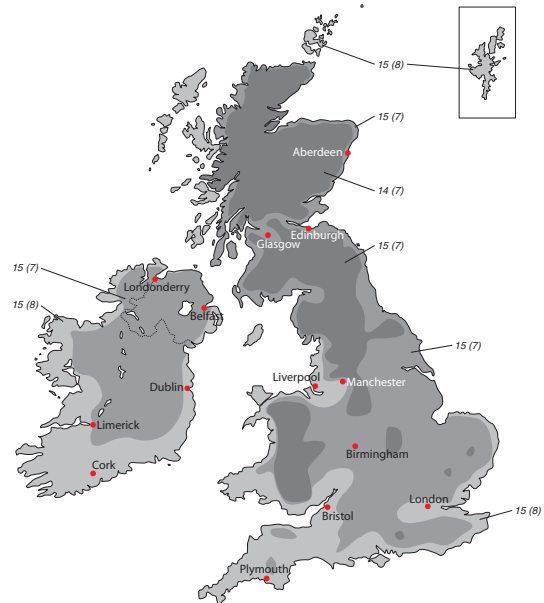 15 (8)
15 (7)
Aberdeen
14 (7)
Edinburgh
Glasgow
15 (7)
15 (7)
Londonderry
15 (8)
Belfast
15 (7)
Liverpool
Manchester
Dublin
Limerick
Birmingham
Cork
London
Bristol
15 (8)
Plymouth